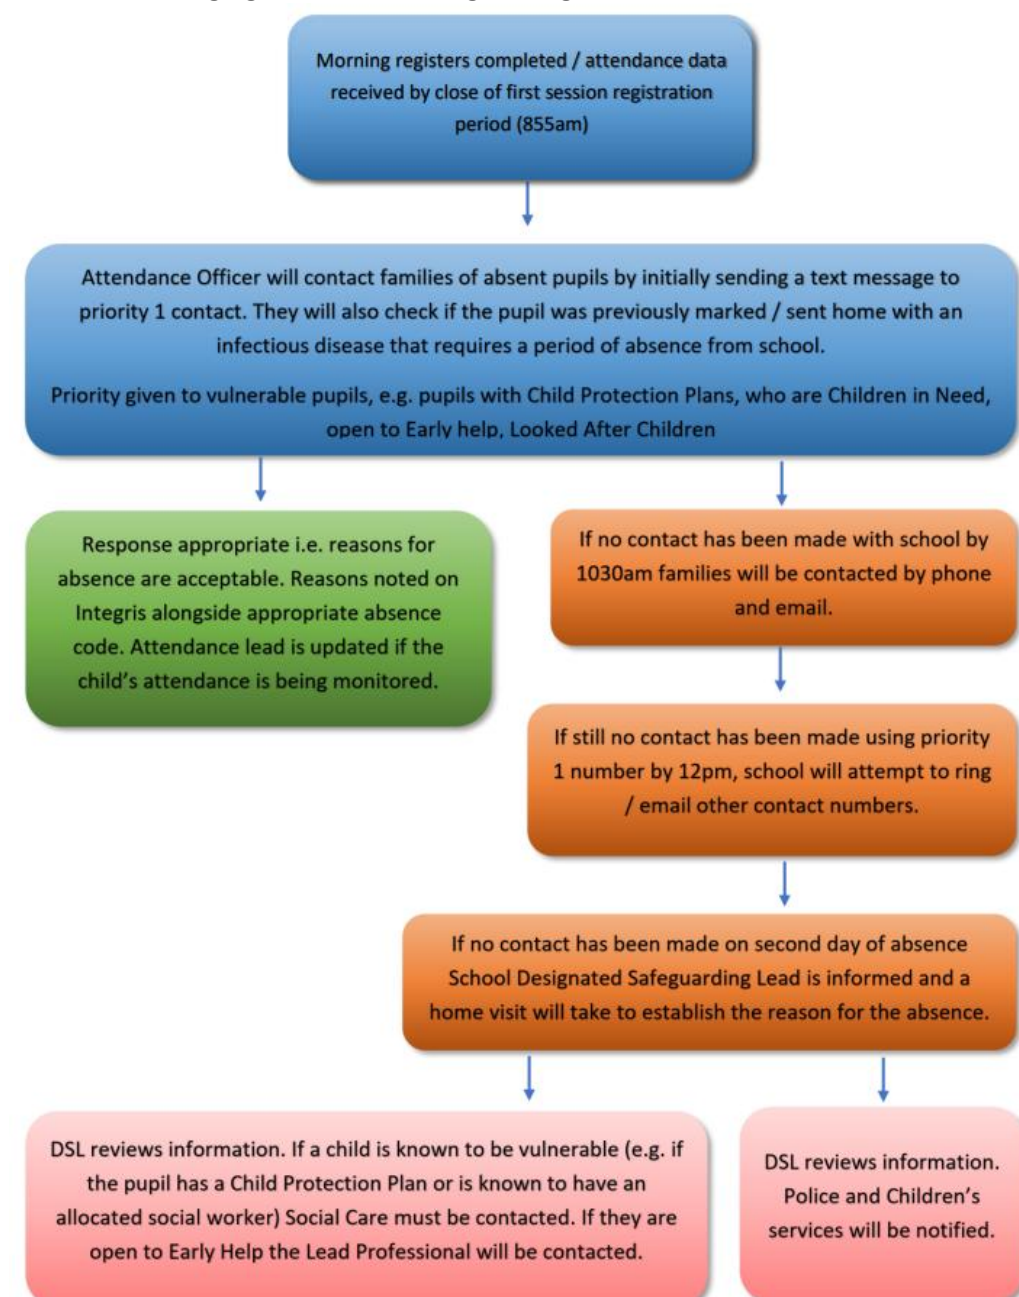 Morning registers completed / attendance data
received by close of first session registration
period (855am)
Attendance Officer will contact families of absent pupils by initially sending a text message to
priority 1 contact. They will also check if the pupil was previously marked / sent home with an
infectious disease that requires a period of absence from school.
Priority given to vulnerable pupils, e.g. pupils with Child Protection Plans, who are Children in Need,
open to Early help, Looked After Children
Response appropriate i.e. reasons for
absence are acceptable. Reasons noted on
Integris alongside appropriate absence
code. Attendance lead is updated if the
child's attendance is being monitored.
If no contact has been made with school by
1030am families will be contacted by phone
and email.
If still no contact has been made using priority
1 number by 12pm, school will attempt to ring
/ email other contact numbers.
If no contact has been made on second day of absence
School Designated Safeguarding Lead is informed and a
home visit will take to establish the reason for the absence.
DSL reviews information. If a child is known to be vulnerable (e.g. if
the pupil has a Child Protection Plan or is known to have an
allocated social worker) Social Care must be contacted. If they are
open to Early Help the Lead Professional will be contacted.
DSL reviews information.
Police and Children's
services will be notified.